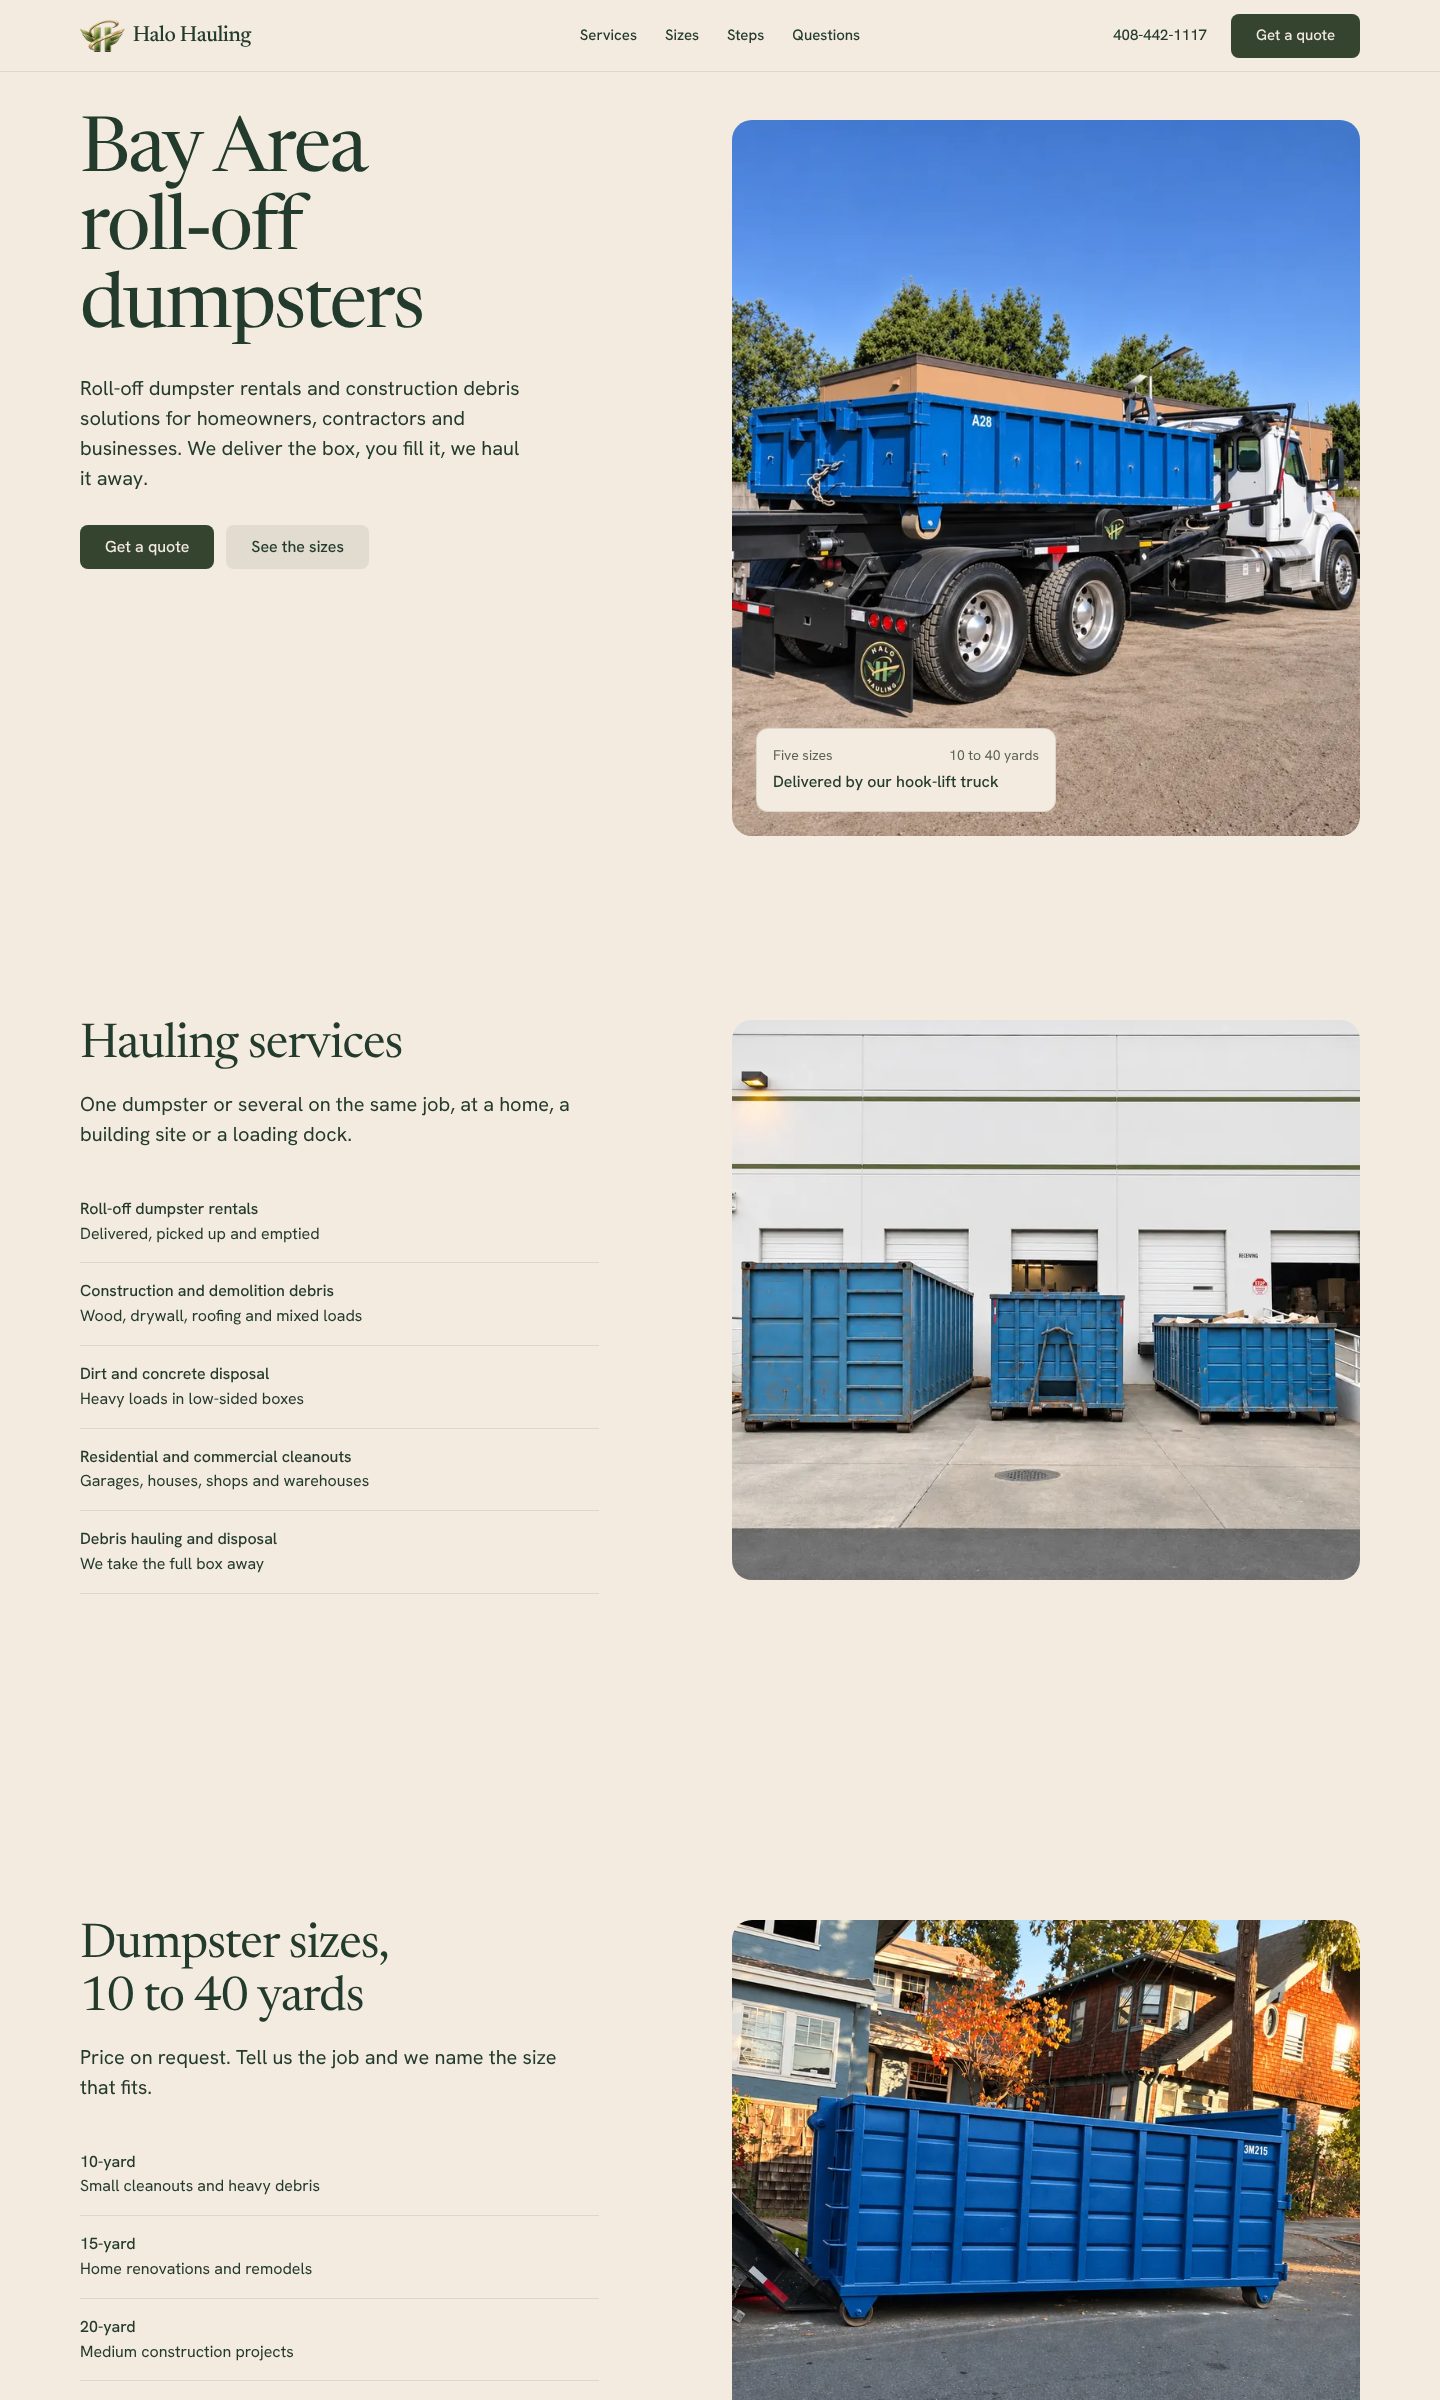 Halo Hauling
Services
Sizes
Steps
Questions
408-442-1117
Get a quote
Bay Area
roll-off
dumpsters
Roll-off dumpster rentals and construction debris
solutions for homeowners, contractors and
businesses. We deliver the box, you fill it, we haul
it away.
Get a quote
See the sizes
A28
HALO
HAULING
Five sizes
10 to 40 yards
Delivered by our hook-lift truck
Hauling services
One dumpster or several on the same job, at a home, a
building site or a loading dock.
Roll-off dumpster rentals
Delivered, picked up and emptied
Construction and demolition debris
Wood, drywall, roofing and mixed loads
Dirt and concrete disposal
Heavy loads in low-sided boxes
Residential and commercial cleanouts
Garages, houses, shops and warehouses
Debris hauling and disposal
We take the full box away
RECEIVING
STOP
Dumpster sizes,
10 to 40 yards
Price on request. Tell us the job and we name the size
that fits.
10-yard
Small cleanouts and heavy debris
15-yard
Home renovations and remodels
20-yard
Medium construction projects
3M215